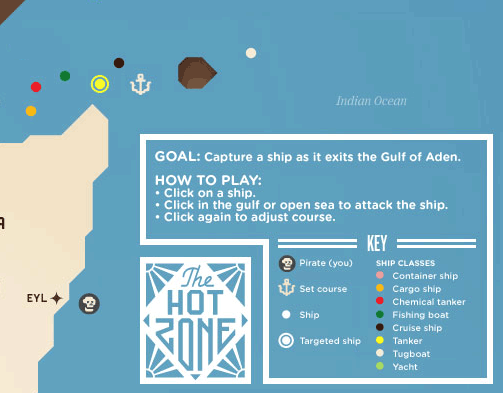 Indian Ocean
GOAL: Capture a ship as it exits the Gulf of Aden.
HOW TO PLAY:
• Click on a ship.
• Click in the gulf or open sea to attack the ship.
• Click again to adjust course.
A
KEY
Pirate (you)
Set course
Ship
Targeted ship
SHIP CLASSES
Container ship
Cargo ship
Chemical tanker
Fishing boat
Cruise ship
Tanker
Tugboat
Yacht
EYL
The
HOT
ZONE